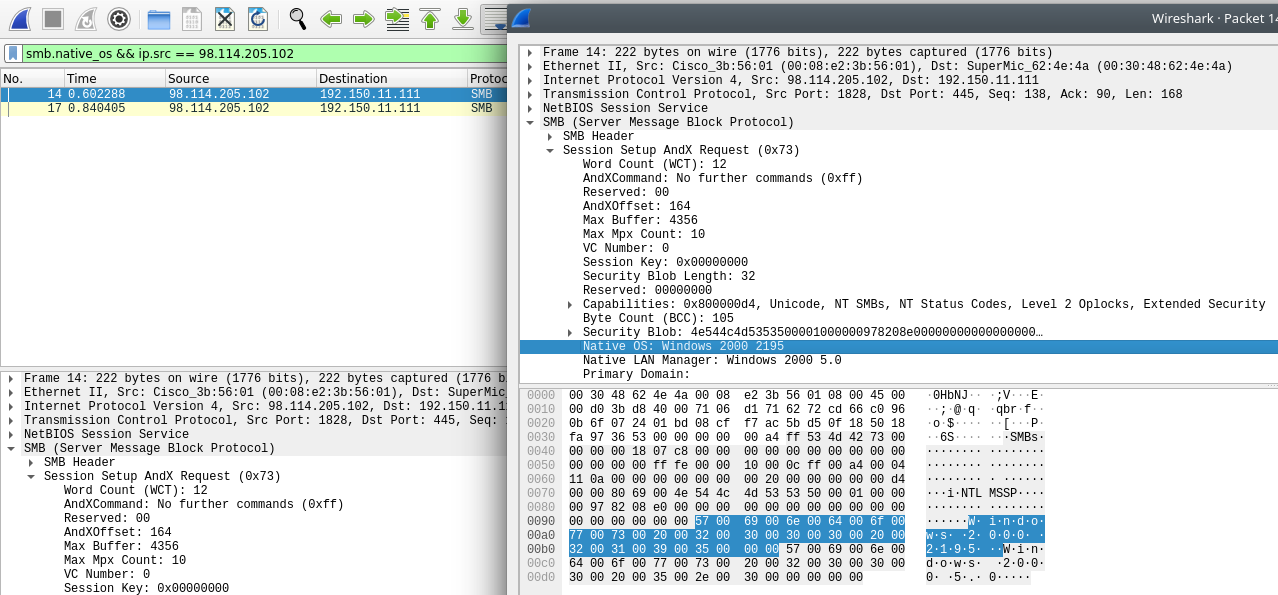 Wireshark · Packet 14
smb.native_os && ip.src == 98.114.205.102
No. Time Source Destination Protoc
14 0.602288 98.114.205.102 192.150.11.111 SMB
17 0.840405 98.114.205.102 192.150.11.111 SMB
Frame 14: 222 bytes on wire (1776 bits), 222 bytes captured (1776 b
Ethernet II, Src: Cisco_3b:56:01 (00:08:e2:3b:56:01), Dst: SuperMic_
Internet Protocol Version 4, Src: 98.114.205.102, Dst: 192.150.11.1
Transmission Control Protocol, Src Port: 1828, Dst Port: 445, Seq:
NetBIOS Session Service
SMB (Server Message Block Protocol)
SMB Header
Session Setup AndX Request (0x73)
Word Count (WCT): 12
AndXCommand: No further commands (0xff)
Reserved: 00
AndXOffset: 164
Max Buffer: 4356
Max Mpx Count: 10
VC Number: 0
Session Key: 0x00000000
Frame 14: 222 bytes on wire (1776 bits), 222 bytes captured (1776 bits)
Ethernet II, Src: Cisco_3b:56:01 (00:08:e2:3b:56:01), Dst: SuperMic_62:4e:4a (00:30:48:62:4e:4a)
Internet Protocol Version 4, Src: 98.114.205.102, Dst: 192.150.11.111
Transmission Control Protocol, Src Port: 1828, Dst Port: 445, Seq: 138, Ack: 90, Len: 168
NetBIOS Session Service
SMB (Server Message Block Protocol)
SMB Header
Session Setup AndX Request (0x73)
Word Count (WCT): 12
AndXCommand: No further commands (0xff)
Reserved: 00
AndXOffset: 164
Max Buffer: 4356
Max Mpx Count: 10
VC Number: 0
Session Key: 0x00000000
Security Blob Length: 32
Reserved: 00000000
Capabilities: 0x800000d4, Unicode, NT SMBs, NT Status Codes, Level 2 Oplocks, Extended Security
Byte Count (BCC): 105
Security Blob: 4e544c4d5353500001000000978208e00000000000000000…
Native OS: Windows 2000 2195
Native LAN Manager: Windows 2000 5.0
Primary Domain:
0000 00 30 48 62 4e 4a 00 08 e2 3b 56 01 08 00 45 00 ·0HbNJ·· ·;V···E·
0010 00 d0 3b d8 40 00 71 06 d1 71 62 72 cd 66 c0 96 ··;·@·q· ·qbr·f··
0020 0b 6f 07 24 01 bd 08 cf f7 ac 5b d5 0f 18 50 18 ·o·$···· ··[···P·
0030 fa 97 36 53 00 00 00 00 00 a4 ff 53 4d 42 73 00 ··6S···· ···SMBs·
0040 00 00 00 18 07 c8 00 00 00 00 00 00 00 00 00 00 ········ ········
0050 00 00 00 00 ff fe 00 00 10 00 0c ff 00 a4 00 04 ········ ········
0060 11 0a 00 00 00 00 00 00 00 20 00 00 00 00 00 d4 ········ · ······
0070 00 00 80 69 00 4e 54 4c 4d 53 53 50 00 01 00 00 ···i·NTL MSSP····
0080 00 97 82 08 e0 00 00 00 00 00 00 00 00 00 00 00 ········ ········
0090 00 00 00 00 00 00 57 00 69 00 6e 00 64 00 6f 00 ······W· i·n·d·o·
00a0 77 00 73 00 20 00 32 00 30 00 30 00 30 00 20 00 w·s· ·2· 0·0·0· ·
00b0 32 00 31 00 39 00 35 00 00 00 57 00 69 00 6e 00 2·1·9·5· ··W·i·n·
00c0 64 00 6f 00 77 00 73 00 20 00 32 00 30 00 30 00 d·o·w·s· ·2·0·0·
00d0 30 00 20 00 35 00 2e 00 30 00 00 00 00 00 0· ·5·.· 0·····